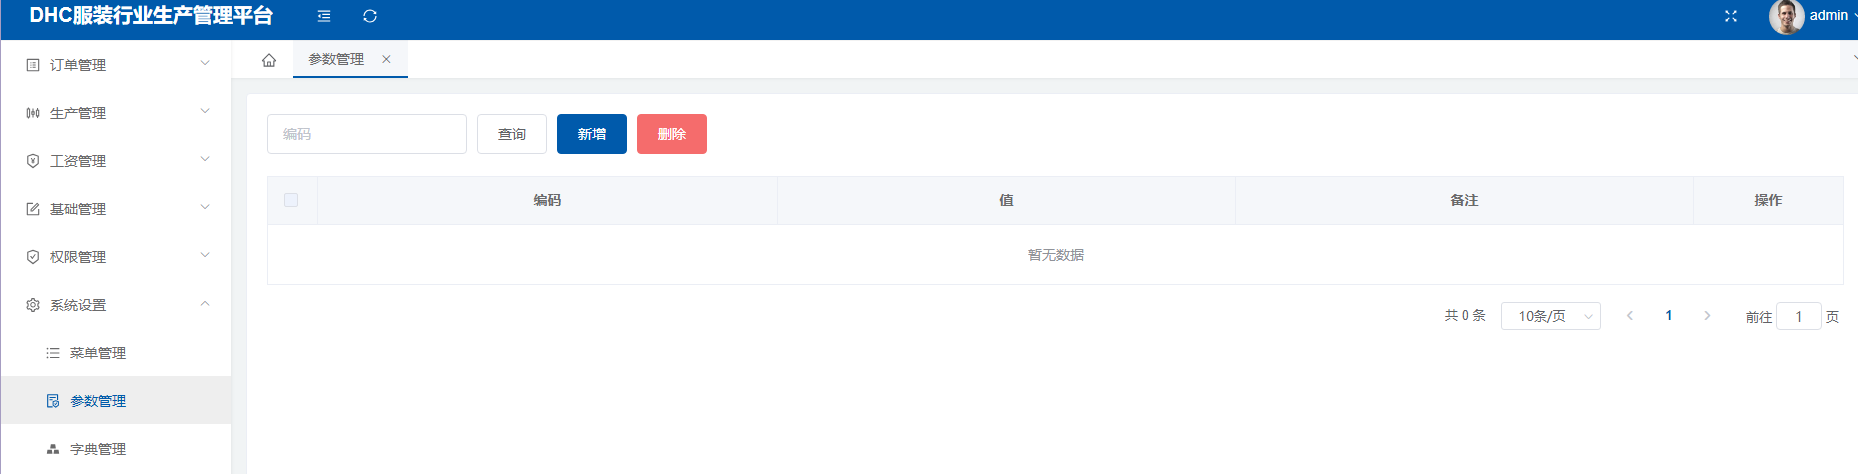 DHC服装行业生产管理平台
admin
订单管理
生产管理
工资管理
基础管理
权限管理
系统设置
菜单管理
参数管理
字典管理
参数管理
编码 查询 新增 删除
编码 值 备注 操作
暂无数据
共 0 条 10条/页 1 前往 1 页